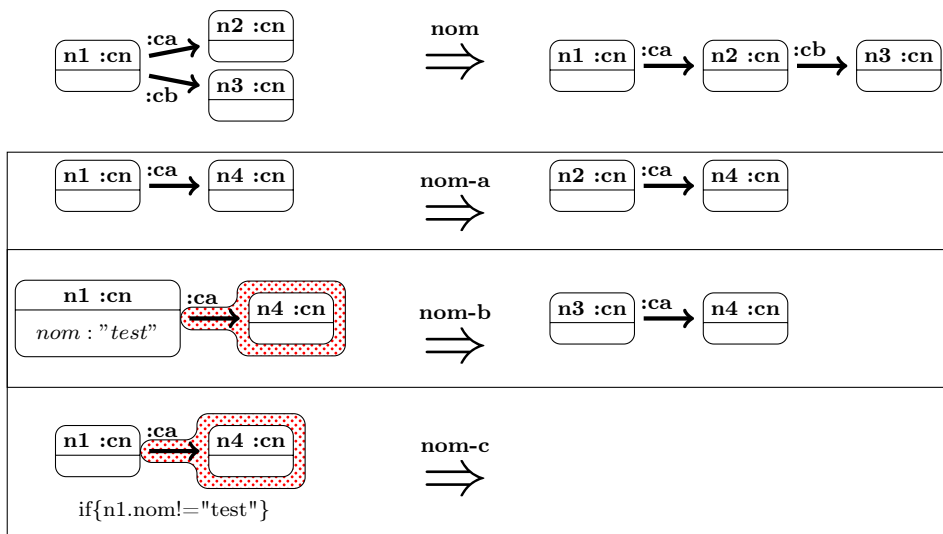 n1 :cn :ca n2 :cn
:cb n3 :cn
nom
n1 :cn :ca n2 :cn :cb n3 :cn
n1 :cn :ca n4 :cn
nom-a
n2 :cn :ca n4 :cn
n1 :cn :ca n4 :cn
nom : "test"
nom-b
n3 :cn :ca n4 :cn
n1 :cn :ca n4 :cn
if{n1.nom!="test"}
nom-c